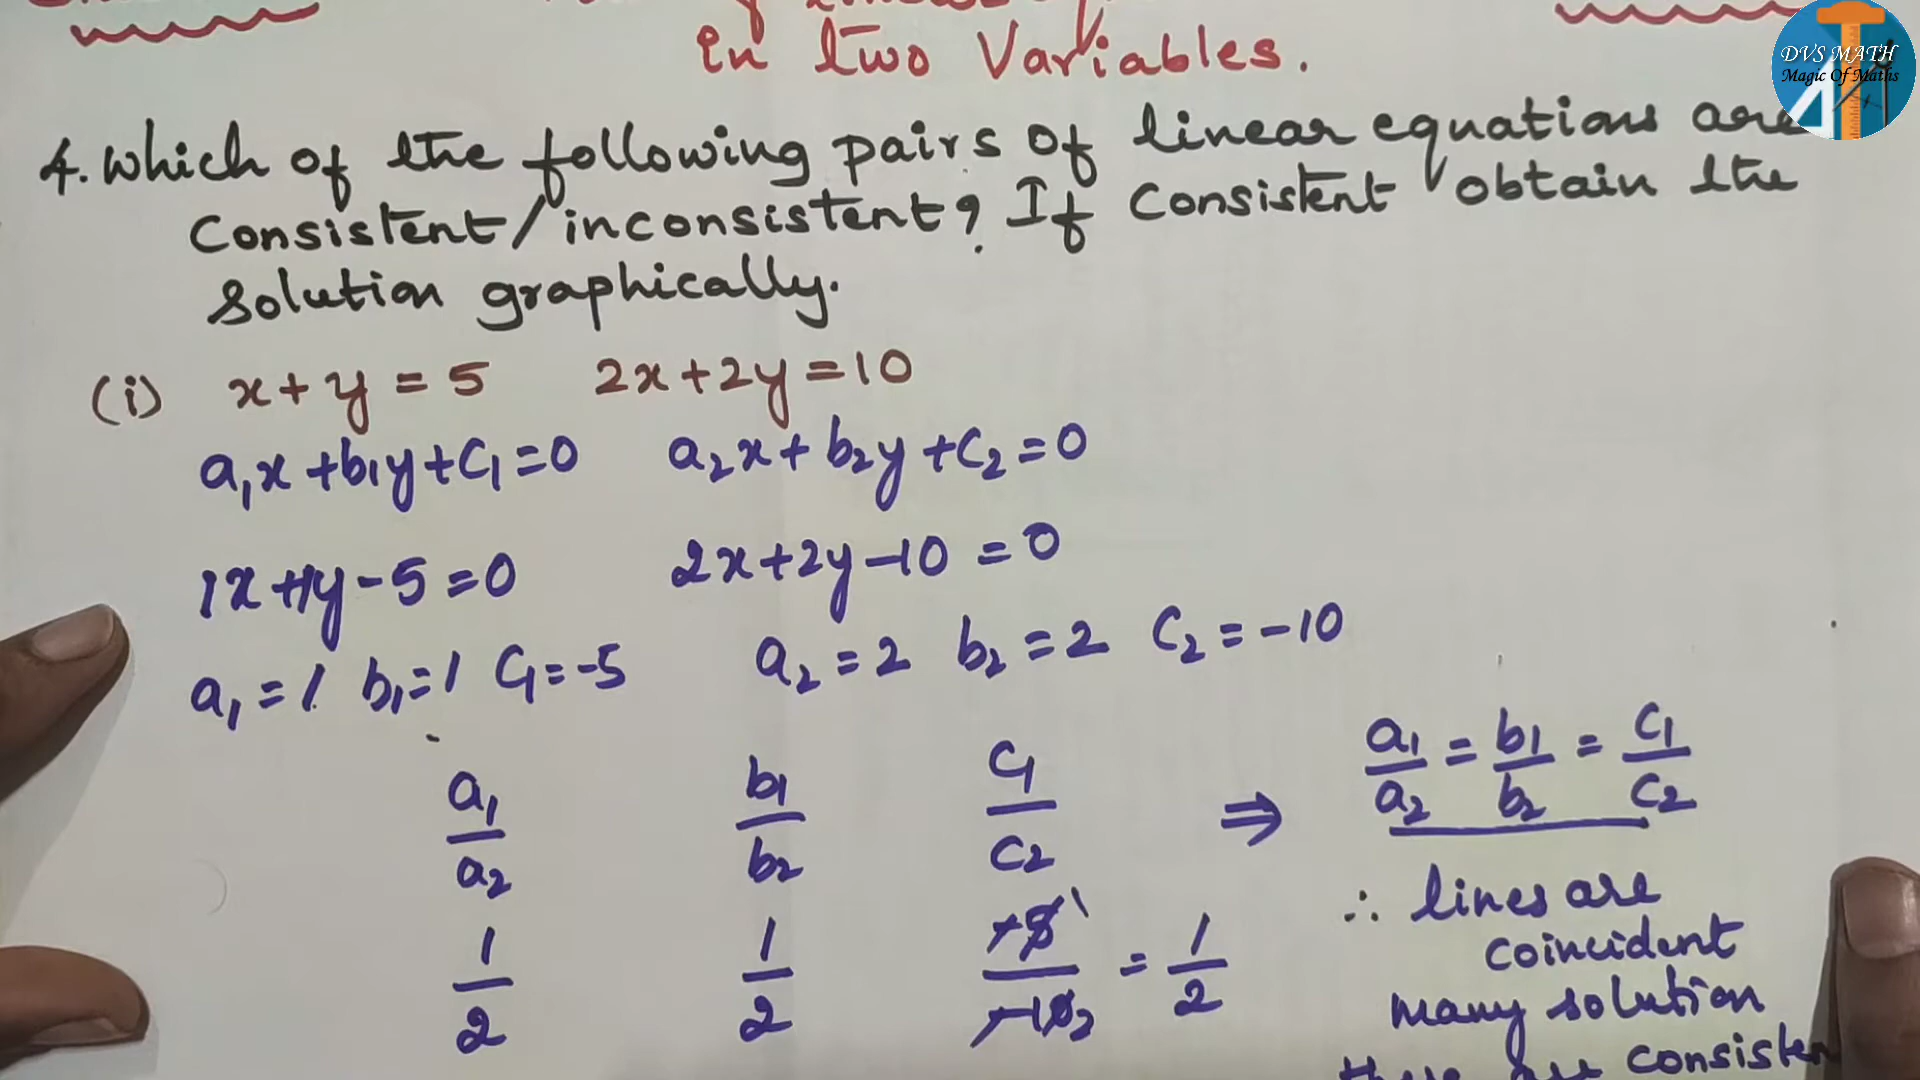 in two Variables.
DVS MATH
Magic Of Maths
4. Which of the following pairs of linear equations are
Consistent/inconsistent? If Consistent obtain the
Solution graphically.
(i) x + y = 5 2x+2y=10
a₁x+b₁y+c₁=0 a₂x+b₂y+c₂=0
1x+1y-5=0 2x+2y-10=0
a₁=1 b₁=1 C₁=-5 a₂=2 b₂=2 C₂=-10
a₁/a₂ b₁/b₂ C₁/C₂ ⇒ a₁/a₂ = b₁/b₂ = C₁/C₂
1/2 1/2 -5/-10 = 1/2
∴ lines are
coincident
many solution
consisten